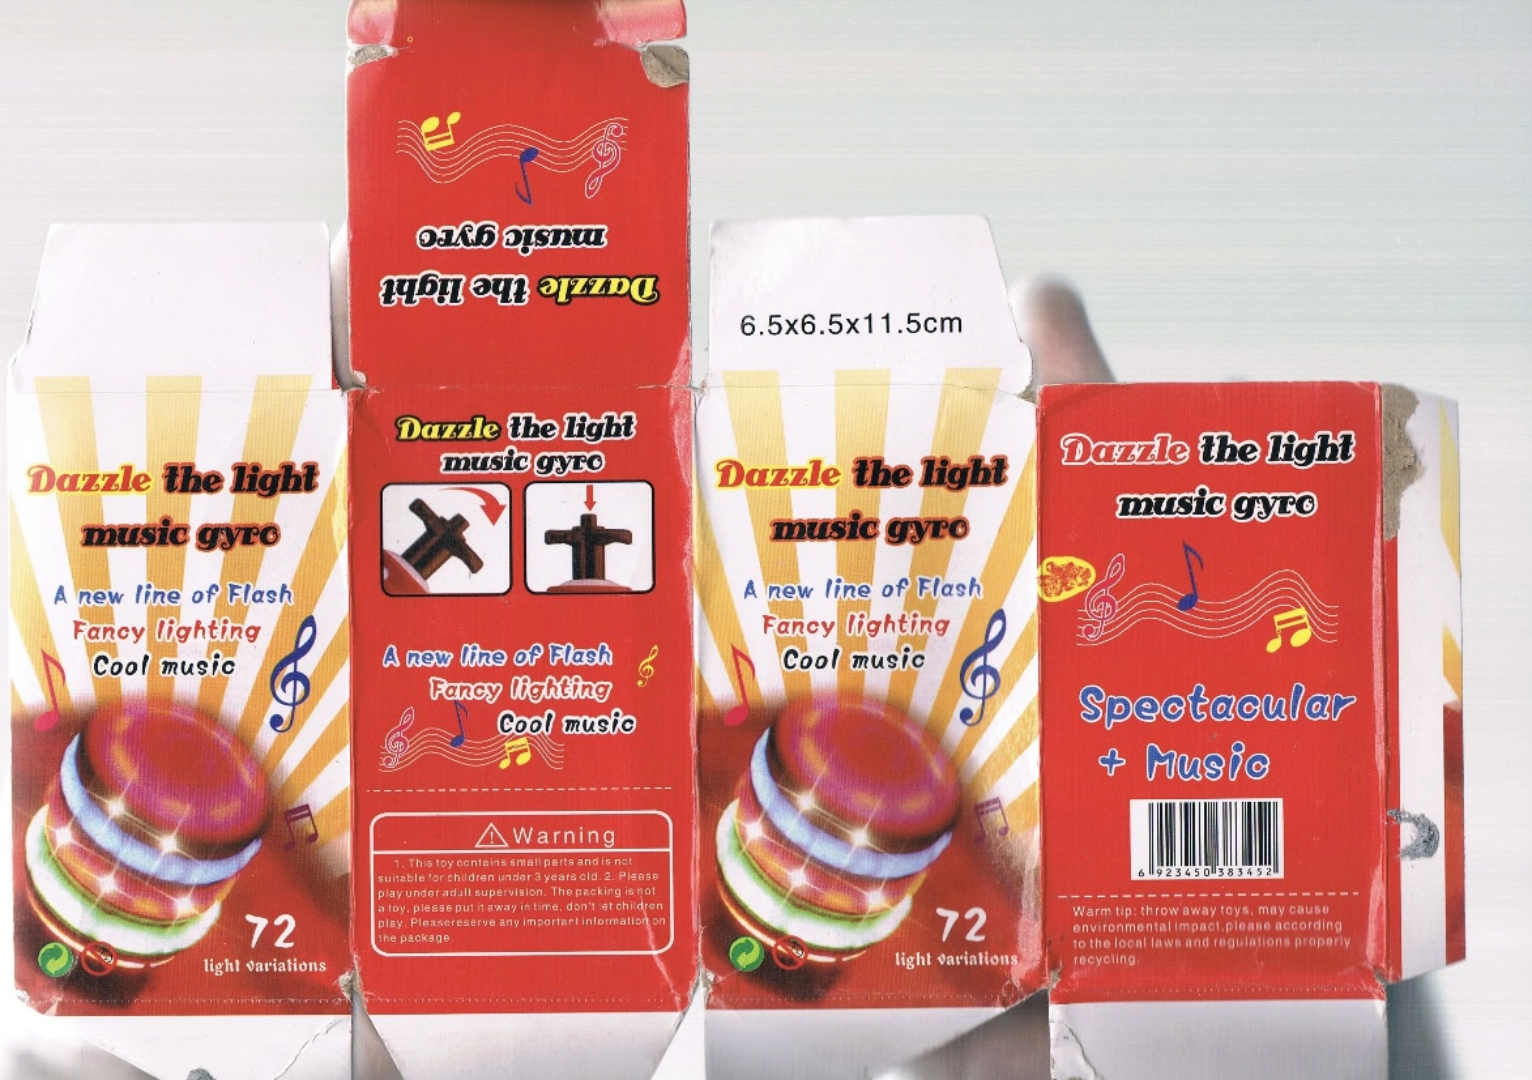 Dazzle the light
music gyro
6.5x6.5x11.5cm
Dazzle the light
music gyro
A new line of Flash
Fancy lighting
Cool music
72
light variations
Dazzle the light
music gyro
A new line of Flash
Fancy lighting
Cool music
Warning
1. This toy contains small parts and is not
suitable for children under 3 years old. 2. Please
play under adult supervision. The packing is not
a toy, please put it away in time, don't let children
play. Pleasereserve any important information on
the package.
Dazzle the light
music gyro
A new line of Flash
Fancy lighting
Cool music
72
light variations
Dazzle the light
music gyro
Spectacular
+ Music
6 923450 383452
Warm tip: throw away toys, may cause
environmental impact,please according
to the local laws and regulations properly
recycling.